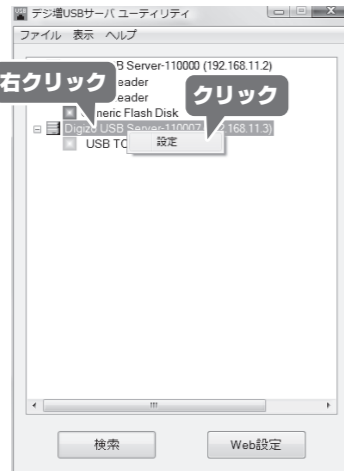 デジ増USBサーバ ユーティリティ
ファイル 表示 ヘルプ
B Server-110000 (192.168.11.2)
右クリック
eader
eader
クリック
neric Flash Disk
Digizo USB Server-110007 192.168.11.3)
USB TO
設定
検索
Web設定